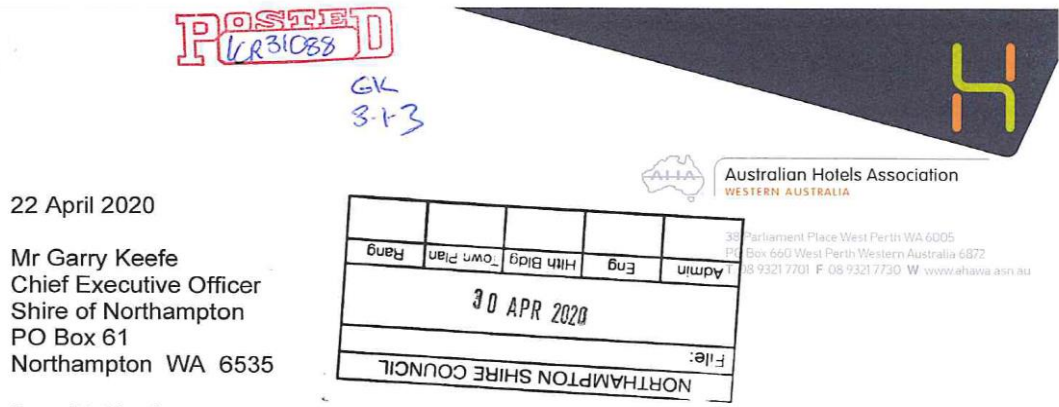 POSTED
KR31088
GK
3-1-3
AHA
Australian Hotels Association
WESTERN AUSTRALIA
38 Parliament Place West Perth WA 6005
PO Box 660 West Perth Western Australia 6872
T 08 9321 7701 F 08 9321 7730 W www.ahawa.asn.au
22 April 2020
Mr Garry Keefe
Chief Executive Officer
Shire of Northampton
PO Box 61
Northampton WA 6535
NORTHAMPTON SHIRE COUNCIL
File:
30 APR 2020
Admin Eng Hlth Bldg Town Plan Rang